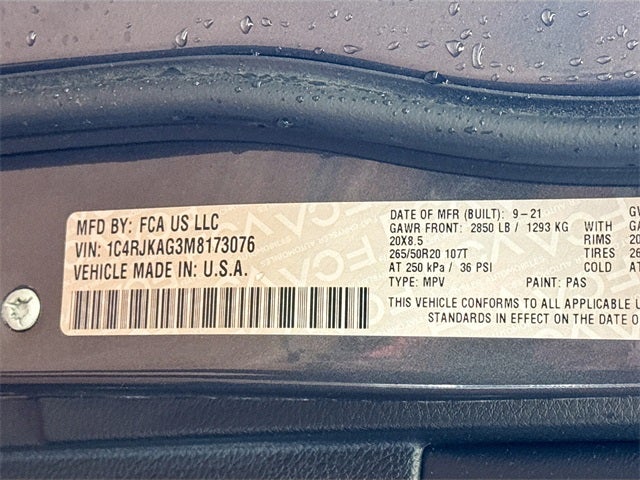 MFD BY: FCA US LLC
VIN: 1C4RJKAG3M8173076
VEHICLE MADE IN: U.S.A.
DATE OF MFR (BUILT): 9-21
GAWR FRONT: 2850 LB / 1293 KG WITH
20X8.5 RIMS 20
265/50R20 107T TIRES
AT 250 kPa / 36 PSI COLD
TYPE: MPV PAINT: PAS
THIS VEHICLE CONFORMS TO ALL APPLICABLE
STANDARDS IN EFFECT ON THE DATE O